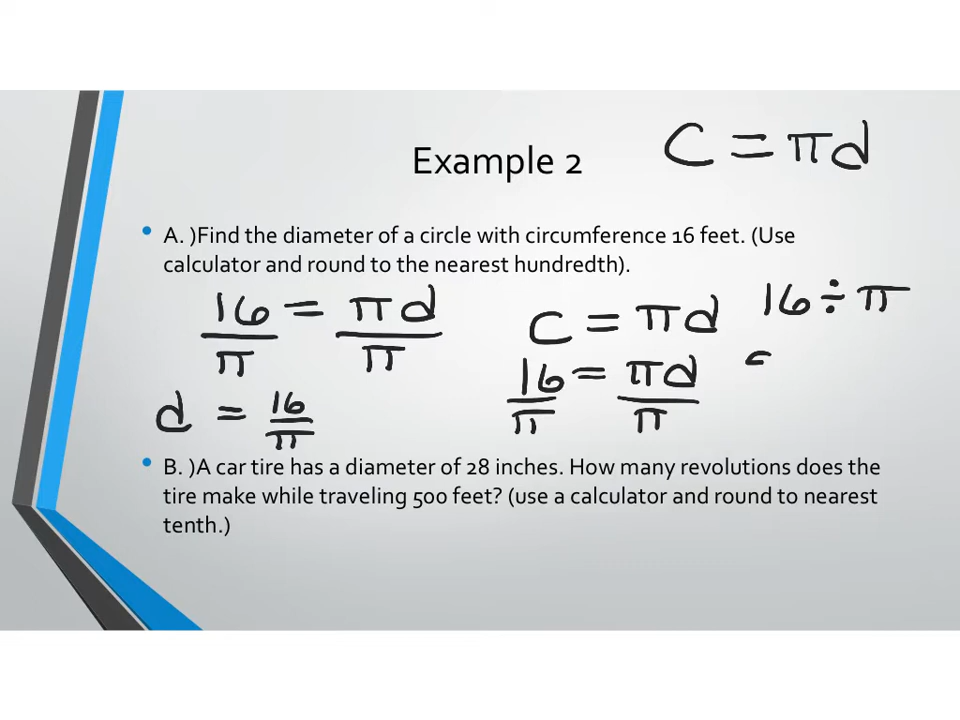 C = πd
Example 2
• A. )Find the diameter of a circle with circumference 16 feet. (Use
calculator and round to the nearest hundredth).
16/π = πd/π
d = 16/π
C = πd
16/π = πd/π
16 ÷ π
• B. )A car tire has a diameter of 28 inches. How many revolutions does the
tire make while traveling 500 feet? (use a calculator and round to nearest
tenth.)